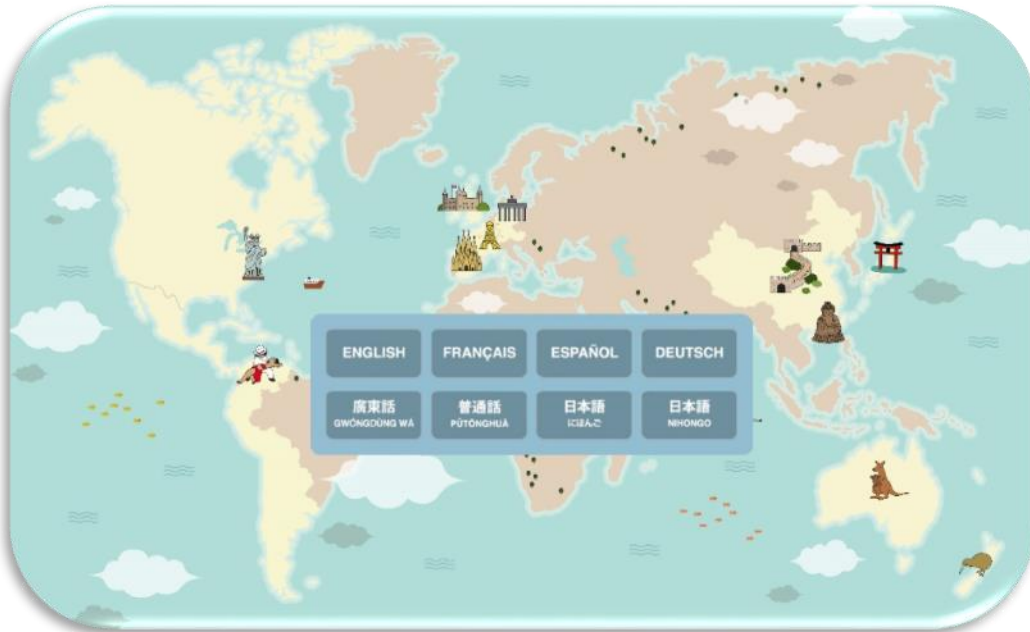 ENGLISH
FRANÇAIS
ESPAÑOL
DEUTSCH
廣東話
GWÓNGDŪNG WÁ
普通話
PŬTŌNGHUÀ
日本語
にほんご
日本語
NIHONGO